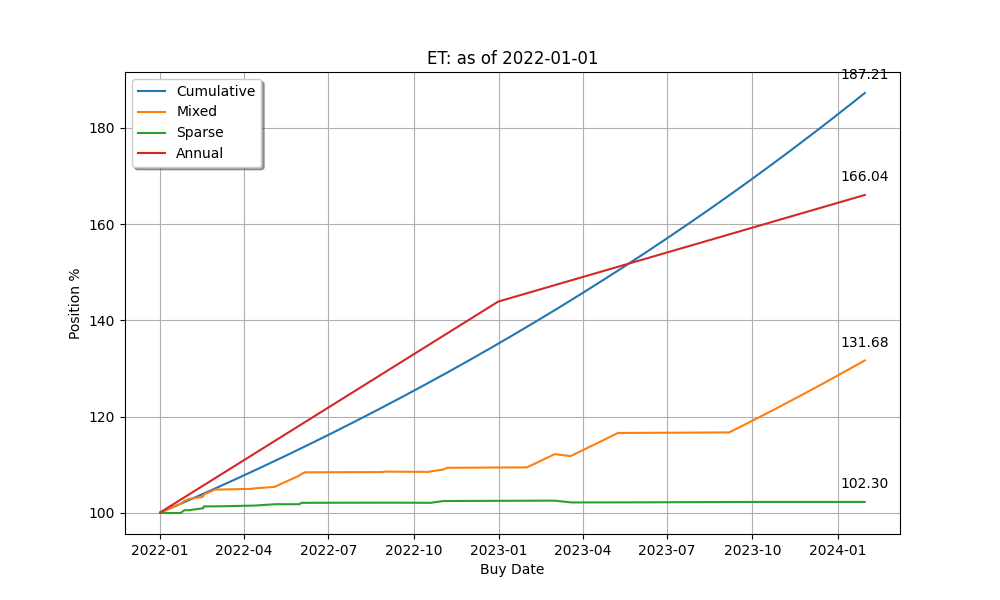 ET: as of 2022-01-01
187.21
Cumulative
Mixed
Sparse
Annual
180
166.04
160
Position %
140
131.68
120
102.30
100
2022-01 2022-04 2022-07 2022-10 2023-01 2023-04 2023-07 2023-10 2024-01
Buy Date